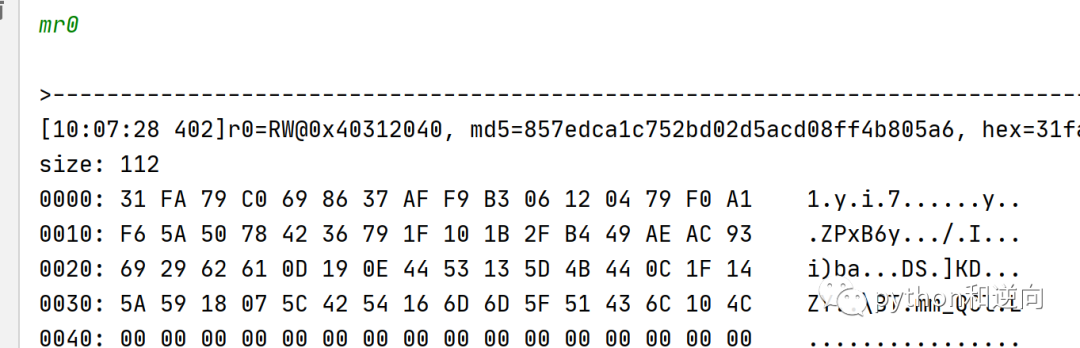 mr0
>-----------------------------------------------------------------------------
[10:07:28 402]r0=RW@0x40312040, md5=857edca1c752bd02d5acd08ff4b805a6, hex=31fa
size: 112
0000: 31 FA 79 C0 69 86 37 AF F9 B3 06 12 04 79 F0 A1    1.y.i.7......y..
0010: F6 5A 50 78 42 36 79 1F 10 1B 2F B4 49 AE AC 93    .ZPxB6y.../.I...
0020: 69 29 62 61 0D 19 0E 44 53 13 5D 4B 44 0C 1F 14    i)ba...DS.]KD...
0030: 5A 59 18 07 5C 42 54 16 6D 6D 5F 51 43 6C 10 4C    ZY..\BT.mm_QCl.L
python和逆向
0040: 00 00 00 00 00 00 00 00 00 00 00 00 00 00 00 00    ................